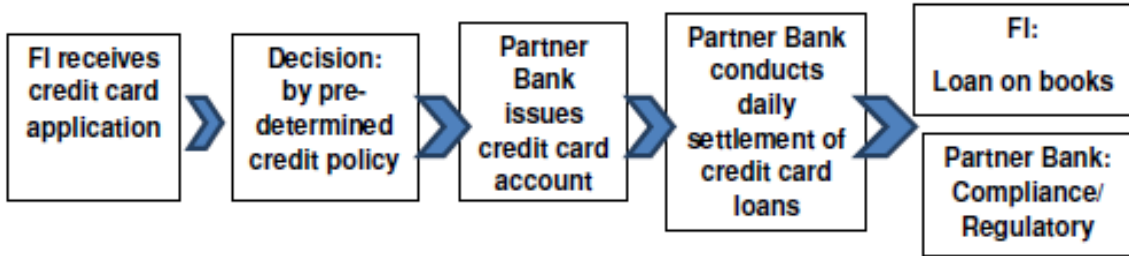 FI receives
credit card
application
Decision:
by pre-
determined
credit policy
Partner
Bank
issues
credit card
account
Partner Bank
conducts
daily
settlement of
credit card
loans
FI:
Loan on books
Partner Bank:
Compliance/
Regulatory